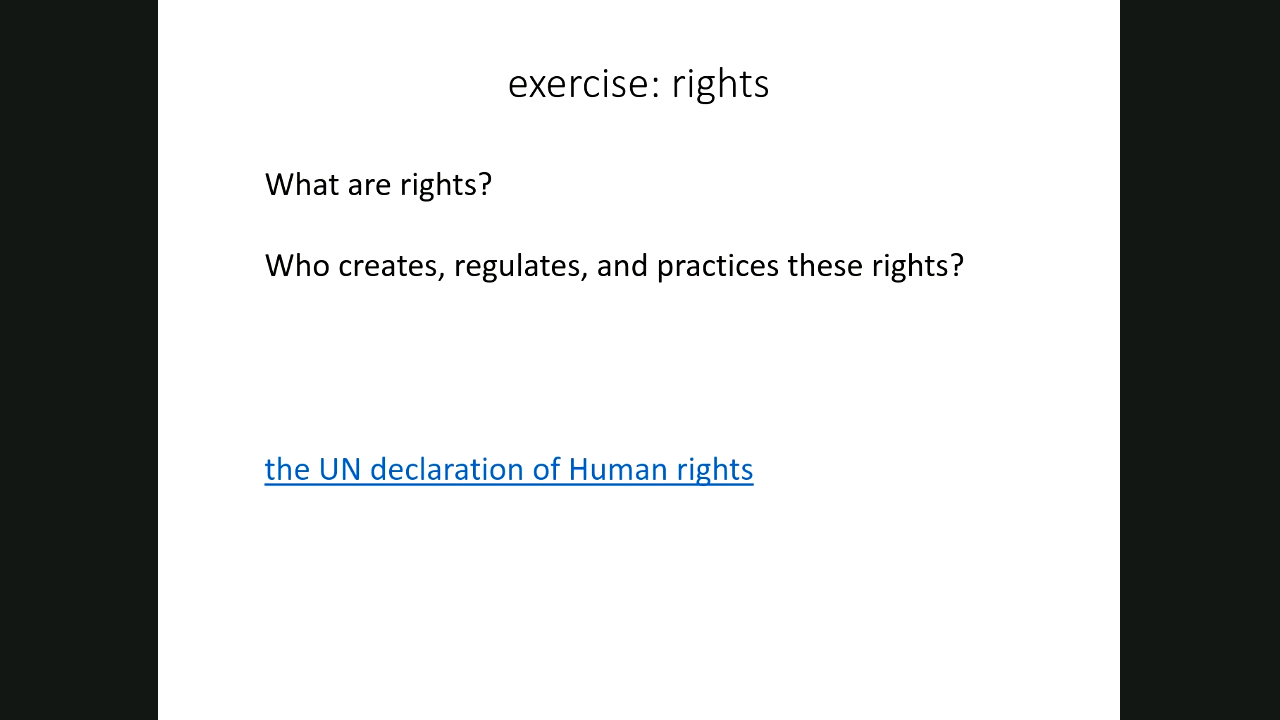 exercise: rights
What are rights?
Who creates, regulates, and practices these rights?
the UN declaration of Human rights